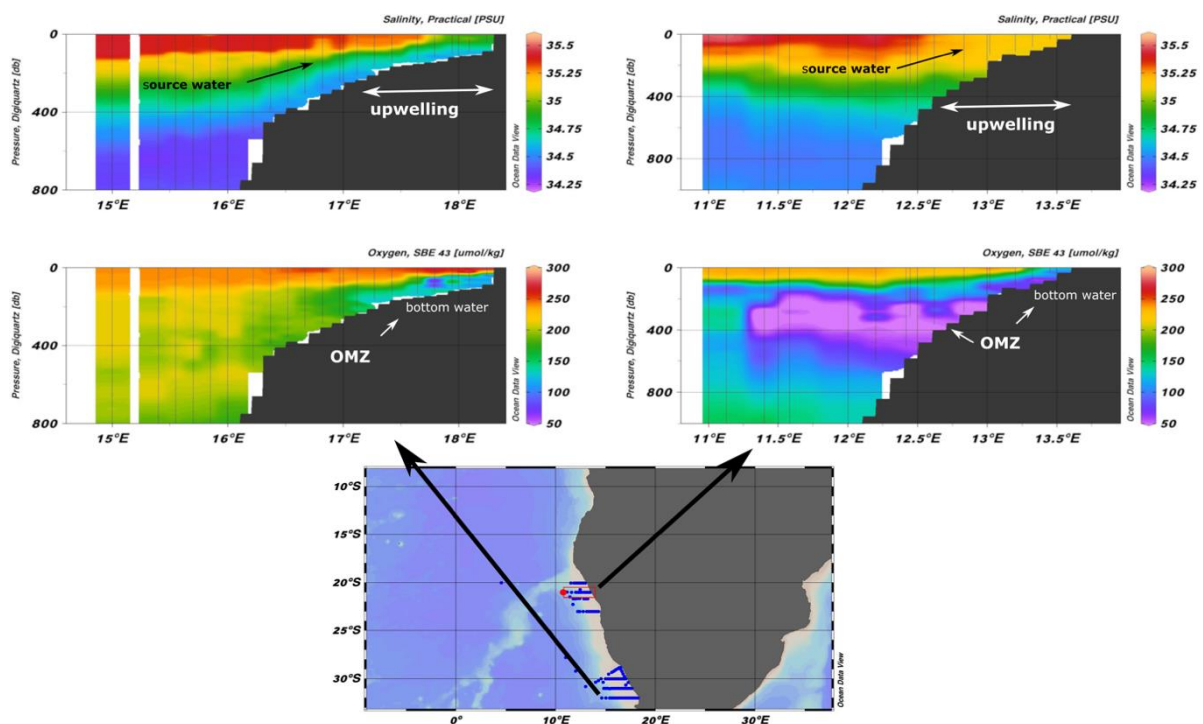 Salinity, Practical [PSU]
0
400
800
Pressure, Digiquartz [db]
source water
upwelling
35.5
35.25
35
34.75
34.5
34.25
Ocean Data View
15°E
16°E
17°E
18°E
Salinity, Practical [PSU]
0
400
800
Pressure, Digiquartz [db]
source water
upwelling
35.5
35.25
35
34.75
34.5
34.25
Ocean Data View
11°E
11.5°E
12°E
12.5°E
13°E
13.5°E
Oxygen, SBE 43 [umol/kg]
0
200
400
600
800
Pressure, Digiquartz [db]
bottom water
OMZ
300
250
200
150
100
50
Ocean Data View
15°E
16°E
17°E
18°E
Oxygen, SBE 43 [umol/kg]
0
200
400
600
800
Pressure, Digiquartz [db]
bottom water
OMZ
300
250
200
150
100
50
Ocean Data View
11°E
11.5°E
12°E
12.5°E
13°E
13.5°E
10°S
15°S
20°S
25°S
30°S
0°
10°E
20°E
30°E
Ocean Data View